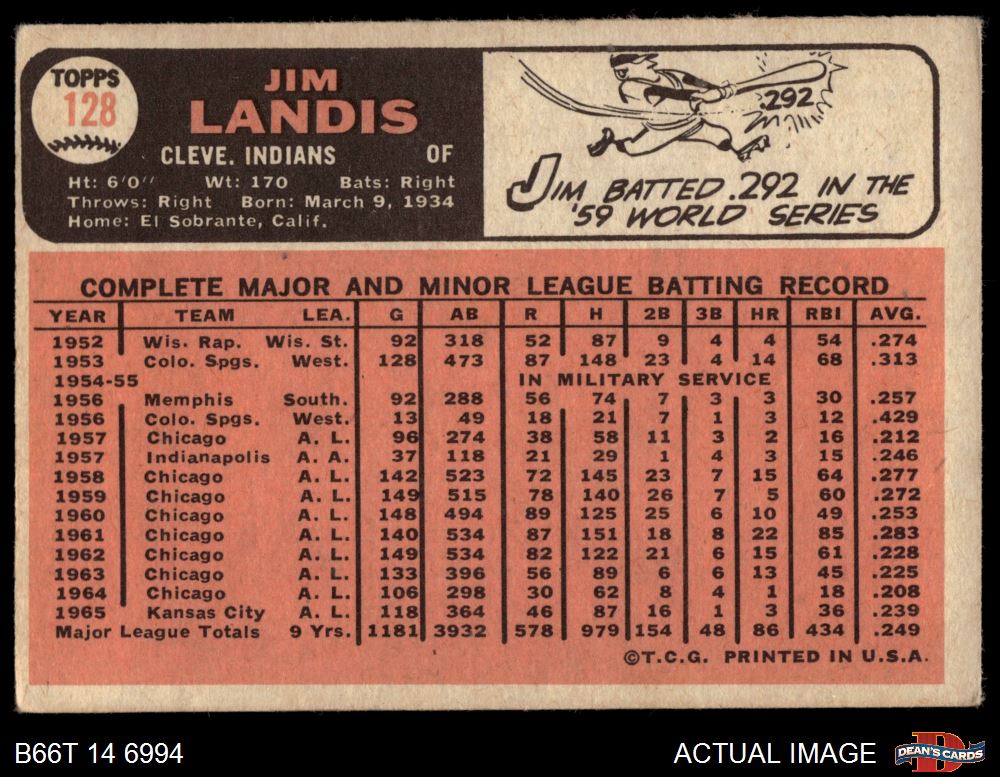 TOPPS
128
JIM
LANDIS
CLEVE. INDIANS OF
Ht: 6'0" Wt: 170 Bats: Right
Throws: Right Born: March 9, 1934
Home: El Sobrante, Calif.
.292
JIM BATTED .292 IN THE
'59 WORLD SERIES
COMPLETE MAJOR AND MINOR LEAGUE BATTING RECORD
YEAR TEAM LEA. G AB R H 2B 3B HR RBI AVG.
1952 Wis. Rap. Wis. St. 92 318 52 87 9 4 4 54 .274
1953 Colo. Spgs. West. 128 473 87 148 23 4 14 68 .313
1954-55 IN MILITARY SERVICE
1956 Memphis South. 92 288 56 74 7 3 3 30 .257
1956 Colo. Spgs. West. 13 49 18 21 7 1 3 12 .429
1957 Chicago A. L. 96 274 38 58 11 3 2 16 .212
1957 Indianapolis A. A. 37 118 21 29 1 4 3 15 .246
1958 Chicago A. L. 142 523 72 145 23 7 15 64 .277
1959 Chicago A. L. 149 515 78 140 26 7 5 60 .272
1960 Chicago A. L. 148 494 89 125 25 6 10 49 .253
1961 Chicago A. L. 140 534 87 151 18 8 22 85 .283
1962 Chicago A. L. 149 534 82 122 21 6 15 61 .228
1963 Chicago A. L. 133 396 56 89 6 6 13 45 .225
1964 Chicago A. L. 106 298 30 62 8 4 1 18 .208
1965 Kansas City A. L. 118 364 46 87 16 1 3 36 .239
Major League Totals 9 Yrs. 1181 3932 578 979 154 48 86 434 .249
©T.C.G. PRINTED IN U.S.A.
B66T 14 6994 ACTUAL IMAGE DEAN'S CARDS